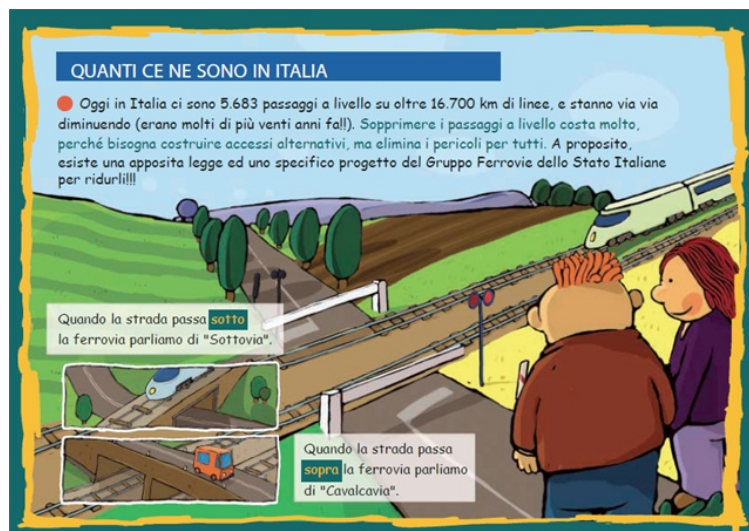 QUANTI CE NE SONO IN ITALIA
Oggi in Italia ci sono 5.683 passaggi a livello su oltre 16.700 km di linee, e stanno via via
diminuendo (erano molti di più venti anni fa!!). Sopprimere i passaggi a livello costa molto,
perché bisogna costruire accessi alternativi, ma elimina i pericoli per tutti. A proposito,
esiste una apposita legge ed uno specifico progetto del Gruppo Ferrovie dello Stato Italiane
per ridurli!!!
Quando la strada passa sotto
la ferrovia parliamo di "Sottovia".
Quando la strada passa
sopra la ferrovia parliamo
di "Cavalcavia".